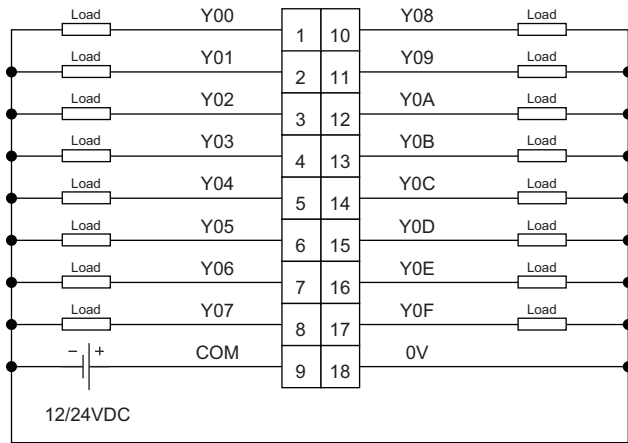 Load Y00 1 10 Y08 Load
Load Y01 2 11 Y09 Load
Load Y02 3 12 Y0A Load
Load Y03 4 13 Y0B Load
Load Y04 5 14 Y0C Load
Load Y05 6 15 Y0D Load
Load Y06 7 16 Y0E Load
Load Y07 8 17 Y0F Load
− + COM 9 18 0V
12/24VDC